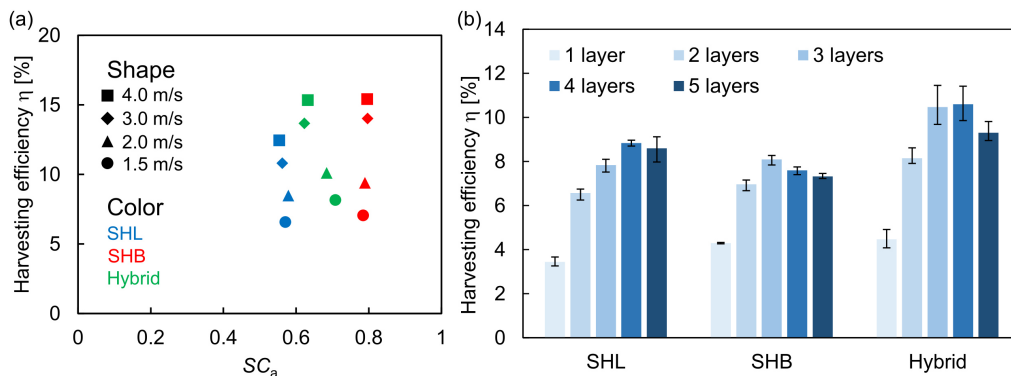 (a)
20
15
10
5
0
Harvesting efficiency η [%]
Shape
4.0 m/s
3.0 m/s
2.0 m/s
1.5 m/s
Color
SHL
SHB
Hybrid
0 0.2 0.4 0.6 0.8 1
SCa
(b)
14
12
10
8
6
4
2
0
Harvesting efficiency η [%]
1 layer 2 layers 3 layers
4 layers 5 layers
SHL SHB Hybrid